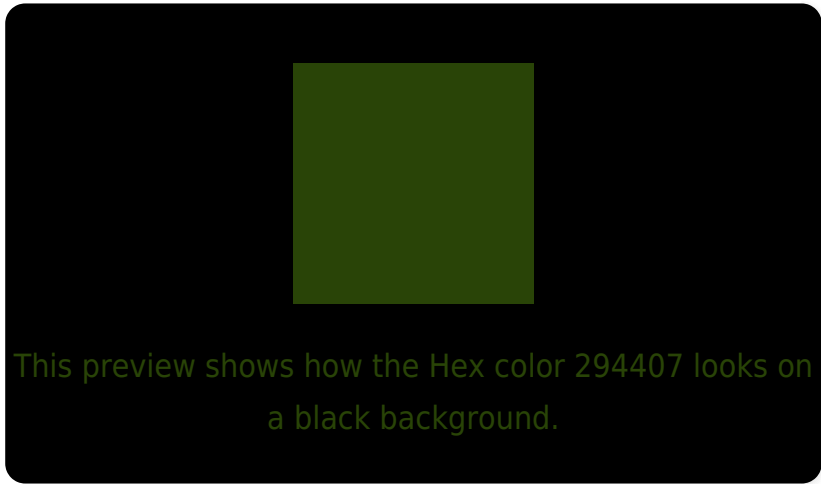 This preview shows how the Hex color 294407 looks on
a black background.